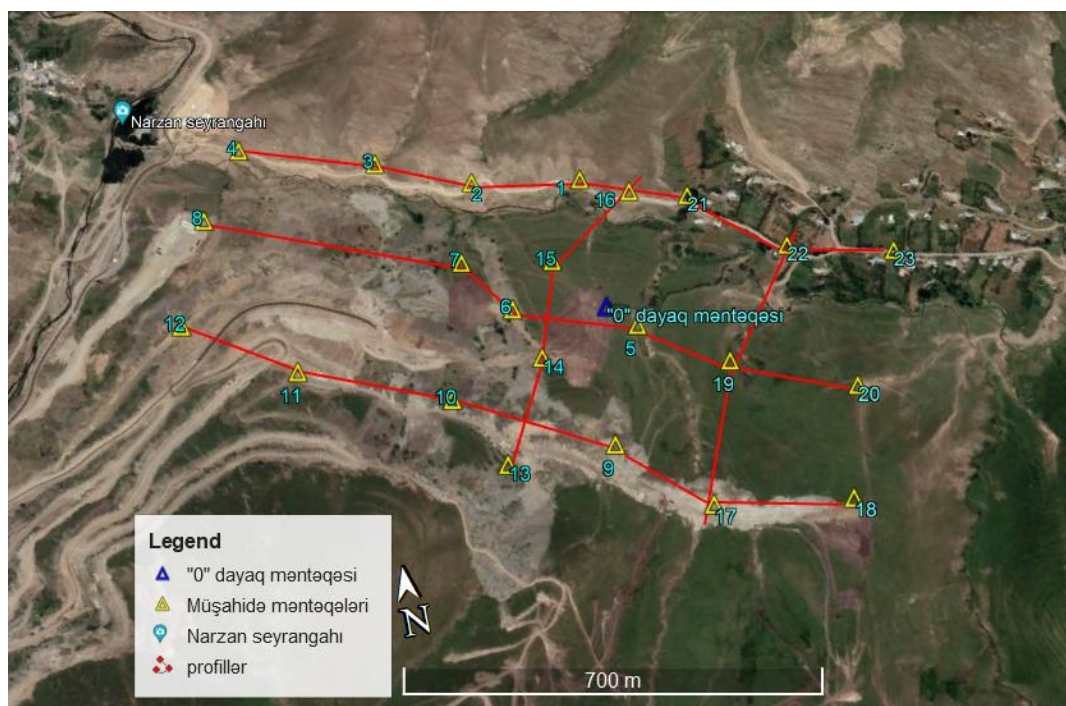 Narzan seyrangahı
4
3
2
1
16
21
8
22
23
15
7
6
"0" dayaq məntəqəsi
12
5
14
19
20
11
10
9
13
17
18
Legend
"0" dayaq məntəqəsi
Müşahidə məntəqələri
Narzan seyrangahı
profillər
N
700 m